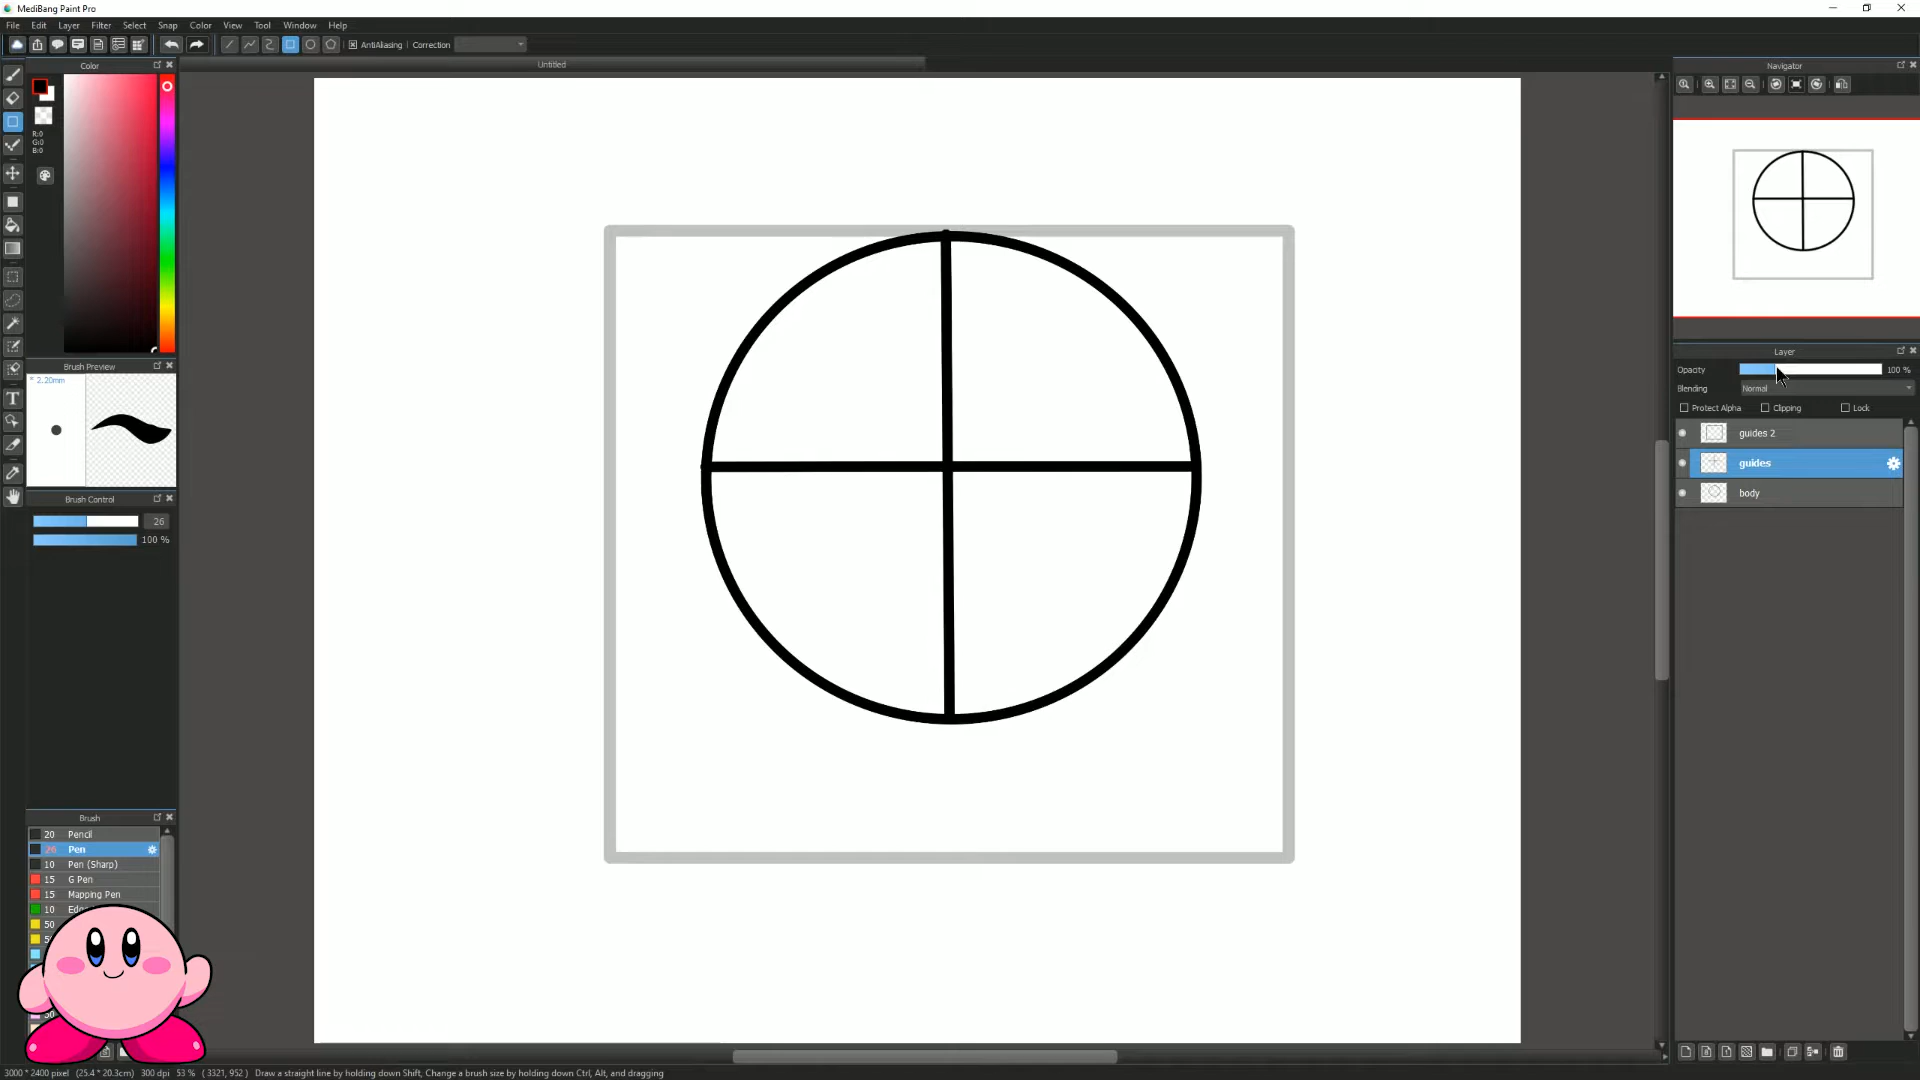 MediBang Paint Pro
File Edit Layer Filter Select Snap Color View Tool Window Help
AntiAliasing Correction
Color
Untitled
Navigator
R:0
G:0
B:0
Layer
Opacity 100 %
Blending Normal
Protect Alpha Clipping Lock
Brush Preview
* 2.20mm
guides 2
guides
body
Brush Control
26
100 %
Brush
20 Pencil
26 Pen
10 Pen (Sharp)
15 G Pen
15 Mapping Pen
10
50
T
3000 * 2400 pixel (25.4 * 20.3cm) 300 dpi 53 % ( 3321, 952 ) Draw a straight line by holding down Shift, Change a brush size by holding down Ctrl, Alt, and dragging